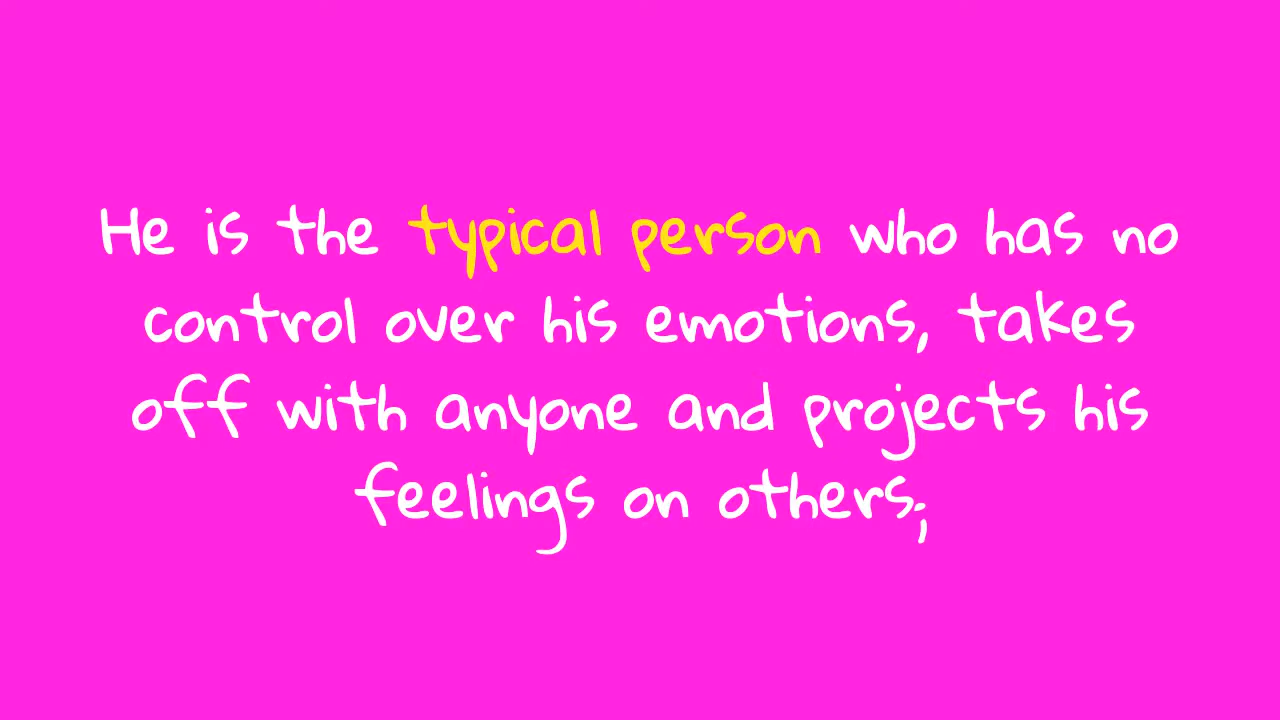 He is the typical person who has no
control over his emotions, takes
off with anyone and projects his
feelings on others;